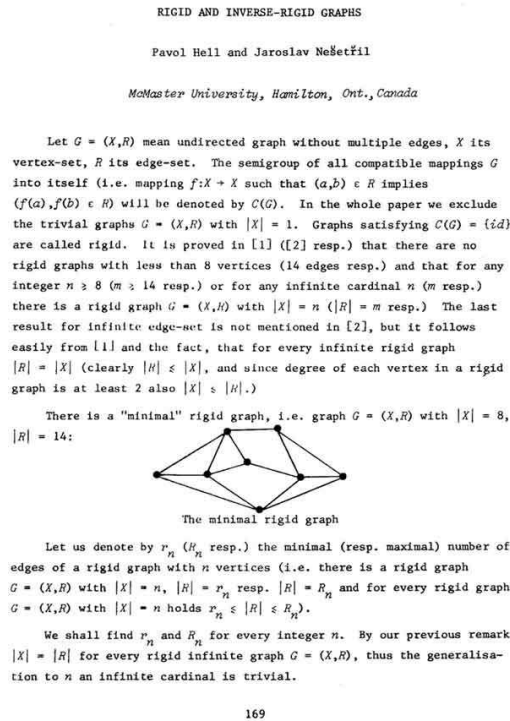 RIGID AND INVERSE-RIGID GRAPHS
Pavol Hell and Jaroslav Nešetřil
McMaster University, Hamilton, Ont., Canada
Let G = (X,R) mean undirected graph without multiple edges, X its
vertex-set, R its edge-set. The semigroup of all compatible mappings G
into itself (i.e. mapping f:X → X such that (a,b) ε R implies
(f(a),f(b) ε R) will be denoted by C(G). In the whole paper we exclude
the trivial graphs G = (X,R) with |X| = 1. Graphs satisfying C(G) = {id}
are called rigid. It is proved in [1] ([2] resp.) that there are no
rigid graphs with less than 8 vertices (14 edges resp.) and that for any
integer n ≥ 8 (m ≥ 14 resp.) or for any infinite cardinal n (m resp.)
there is a rigid graph G = (X,R) with |X| = n (|R| = m resp.) The last
result for infinite edge-set is not mentioned in [2], but it follows
easily from [1] and the fact, that for every infinite rigid graph
|R| = |X| (clearly |R| ≤ |X|, and since degree of each vertex in a rigid
graph is at least 2 also |X| ≤ |R|.)
There is a "minimal" rigid graph, i.e. graph G = (X,R) with |X| = 8,
|R| = 14:
The minimal rigid graph
Let us denote by r_n (R_n resp.) the minimal (resp. maximal) number of
edges of a rigid graph with n vertices (i.e. there is a rigid graph
G = (X,R) with |X| = n, |R| = r_n resp. |R| = R_n and for every rigid graph
G = (X,R) with |X| = n holds r_n ≤ |R| ≤ R_n).
We shall find r_n and R_n for every integer n. By our previous remark
|X| = |R| for every rigid infinite graph G = (X,R), thus the generalisa-
tion to n an infinite cardinal is trivial.
169